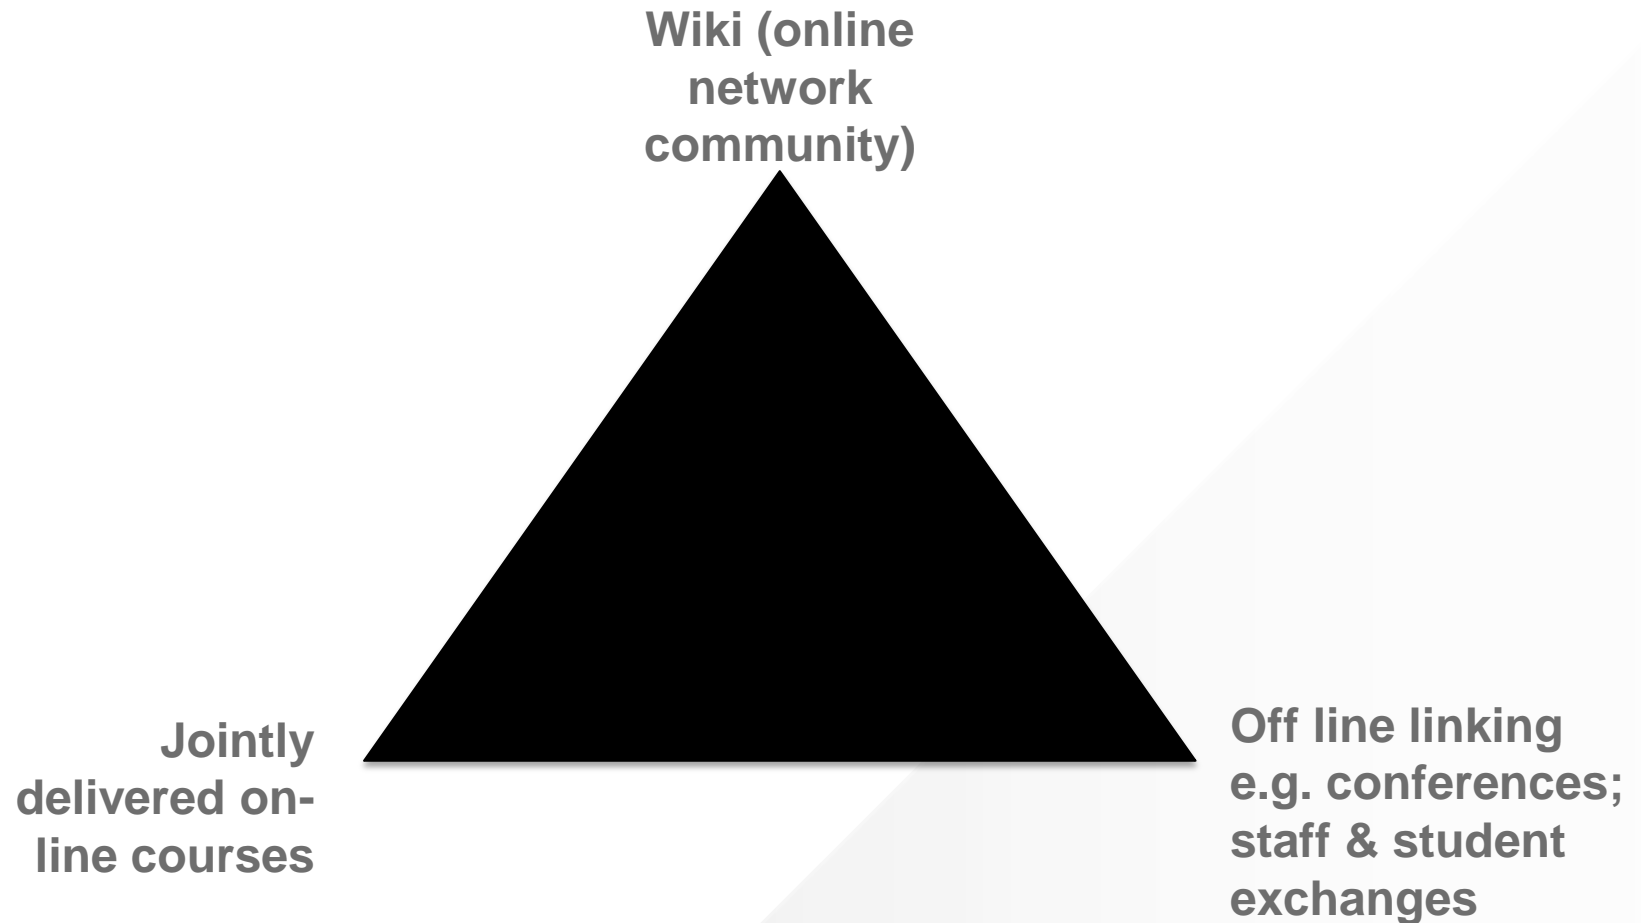 Wiki (online
network
community)
Jointly
delivered on-
line courses
Off line linking
e.g. conferences;
staff & student
exchanges